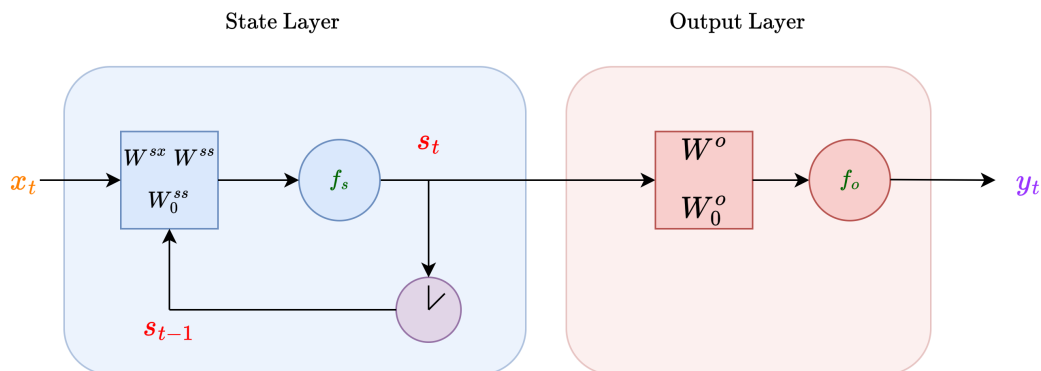 State Layer
Output Layer
x_t
W^{sx} W^{ss}
W_0^{ss}
f_s
s_t
W^o
W_0^o
f_o
y_t
s_{t-1}